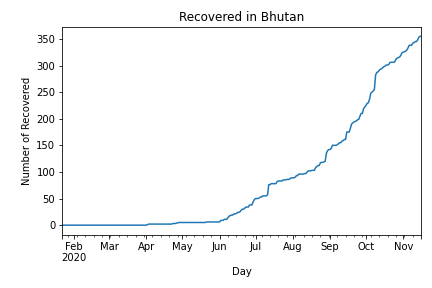 Recovered in Bhutan
Number of Recovered
350
300
250
200
150
100
50
0
Feb Mar Apr May Jun Jul Aug Sep Oct Nov
2020
Day